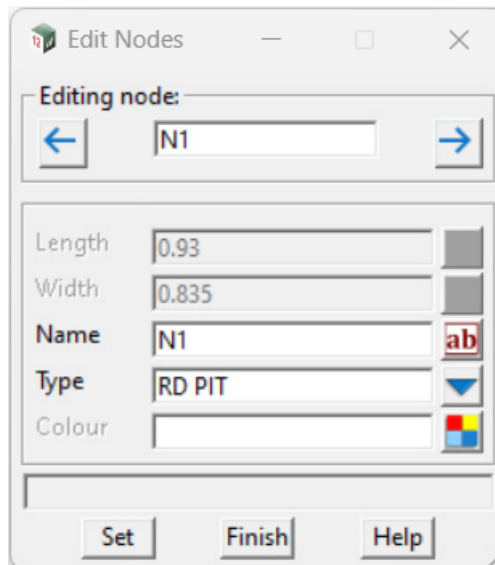 Edit Nodes
Editing node:
N1
Length 0.93
Width 0.835
Name N1 ab
Type RD PIT
Colour
Set Finish Help